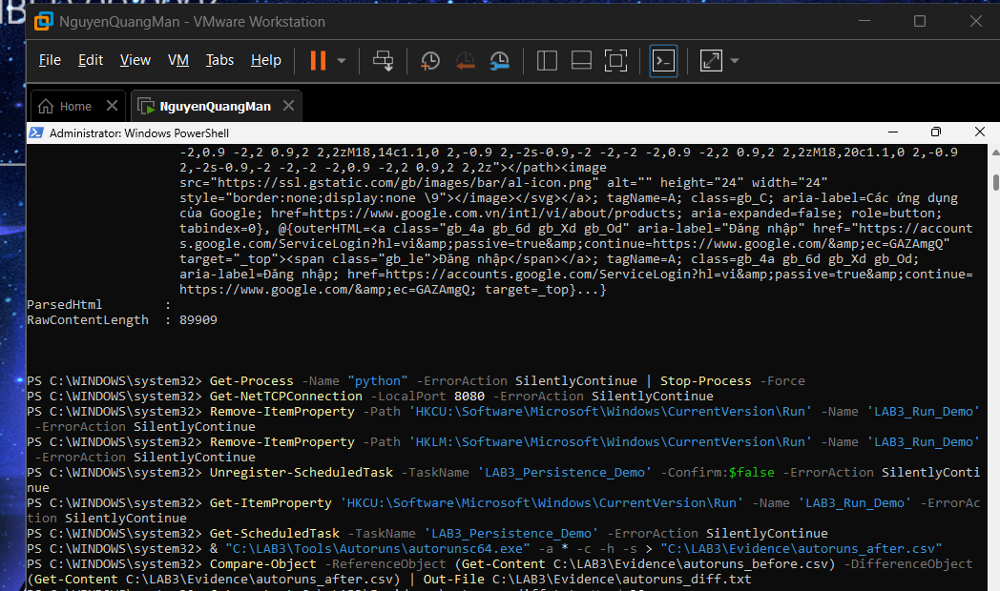 NguyenQuangMan - VMware Workstation
File Edit View VM Tabs Help
Home NguyenQuangMan
Administrator: Windows PowerShell
-2,0.9 -2,2 0.9,2 2,2zM18,14c1.1,0 2,-0.9 2,-2s-0.9,-2 -2,-2 -2,0.9 -2,2 0.9,2 2,2zM18,20c1.1,0 2,-0.9
2,-2s-0.9,-2 -2,-2 -2,0.9 -2,2 0.9,2 2,2z"></path><image
src="https://ssl.gstatic.com/gb/images/bar/al-icon.png" alt="" height="24" width="24"
style="border:none;display:none \9"></image></svg></a>; tagName=A; class=gb_C; aria-label=Các ứng dụng
của Google; href=https://www.google.com.vn/intl/vi/about/products; aria-expanded=false; role=button;
tabindex=0}, @{outerHTML=<a class="gb_4a gb_6d gb_Xd gb_Od" aria-label="Đăng nhập" href="https://account
s.google.com/ServiceLogin?hl=vi&amp;passive=true&amp;continue=https://www.google.com/&amp;ec=GAZAmgQ"
target="_top"><span class="gb_le">Đăng nhập</span></a>; tagName=A; class=gb_4a gb_6d gb_Xd gb_Od;
aria-label=Đăng nhập; href=https://accounts.google.com/ServiceLogin?hl=vi&amp;passive=true&amp;continue=
https://www.google.com/&amp;ec=GAZAmgQ; target=_top}...}
ParsedHtml :
RawContentLength : 89909
PS C:\WINDOWS\system32> Get-Process -Name "python" -ErrorAction SilentlyContinue | Stop-Process -Force
PS C:\WINDOWS\system32> Get-NetTCPConnection -LocalPort 8080 -ErrorAction SilentlyContinue
PS C:\WINDOWS\system32> Remove-ItemProperty -Path 'HKCU:\Software\Microsoft\Windows\CurrentVersion\Run' -Name 'LAB3_Run_Demo'
-ErrorAction SilentlyContinue
PS C:\WINDOWS\system32> Remove-ItemProperty -Path 'HKLM:\Software\Microsoft\Windows\CurrentVersion\Run' -Name 'LAB3_Run_Demo'
-ErrorAction SilentlyContinue
PS C:\WINDOWS\system32> Unregister-ScheduledTask -TaskName 'LAB3_Persistence_Demo' -Confirm:$false -ErrorAction SilentlyConti
nue
PS C:\WINDOWS\system32> Get-ItemProperty 'HKCU:\Software\Microsoft\Windows\CurrentVersion\Run' -Name 'LAB3_Run_Demo' -ErrorAc
tion SilentlyContinue
PS C:\WINDOWS\system32> Get-ScheduledTask -TaskName 'LAB3_Persistence_Demo' -ErrorAction SilentlyContinue
PS C:\WINDOWS\system32> & "C:\LAB3\Tools\Autoruns\autorunsc64.exe" -a * -c -h -s > "C:\LAB3\Evidence\autoruns_after.csv"
PS C:\WINDOWS\system32> Compare-Object -ReferenceObject (Get-Content C:\LAB3\Evidence\autoruns_before.csv) -DifferenceObject
(Get-Content C:\LAB3\Evidence\autoruns_after.csv) | Out-File C:\LAB3\Evidence\autoruns_diff.txt